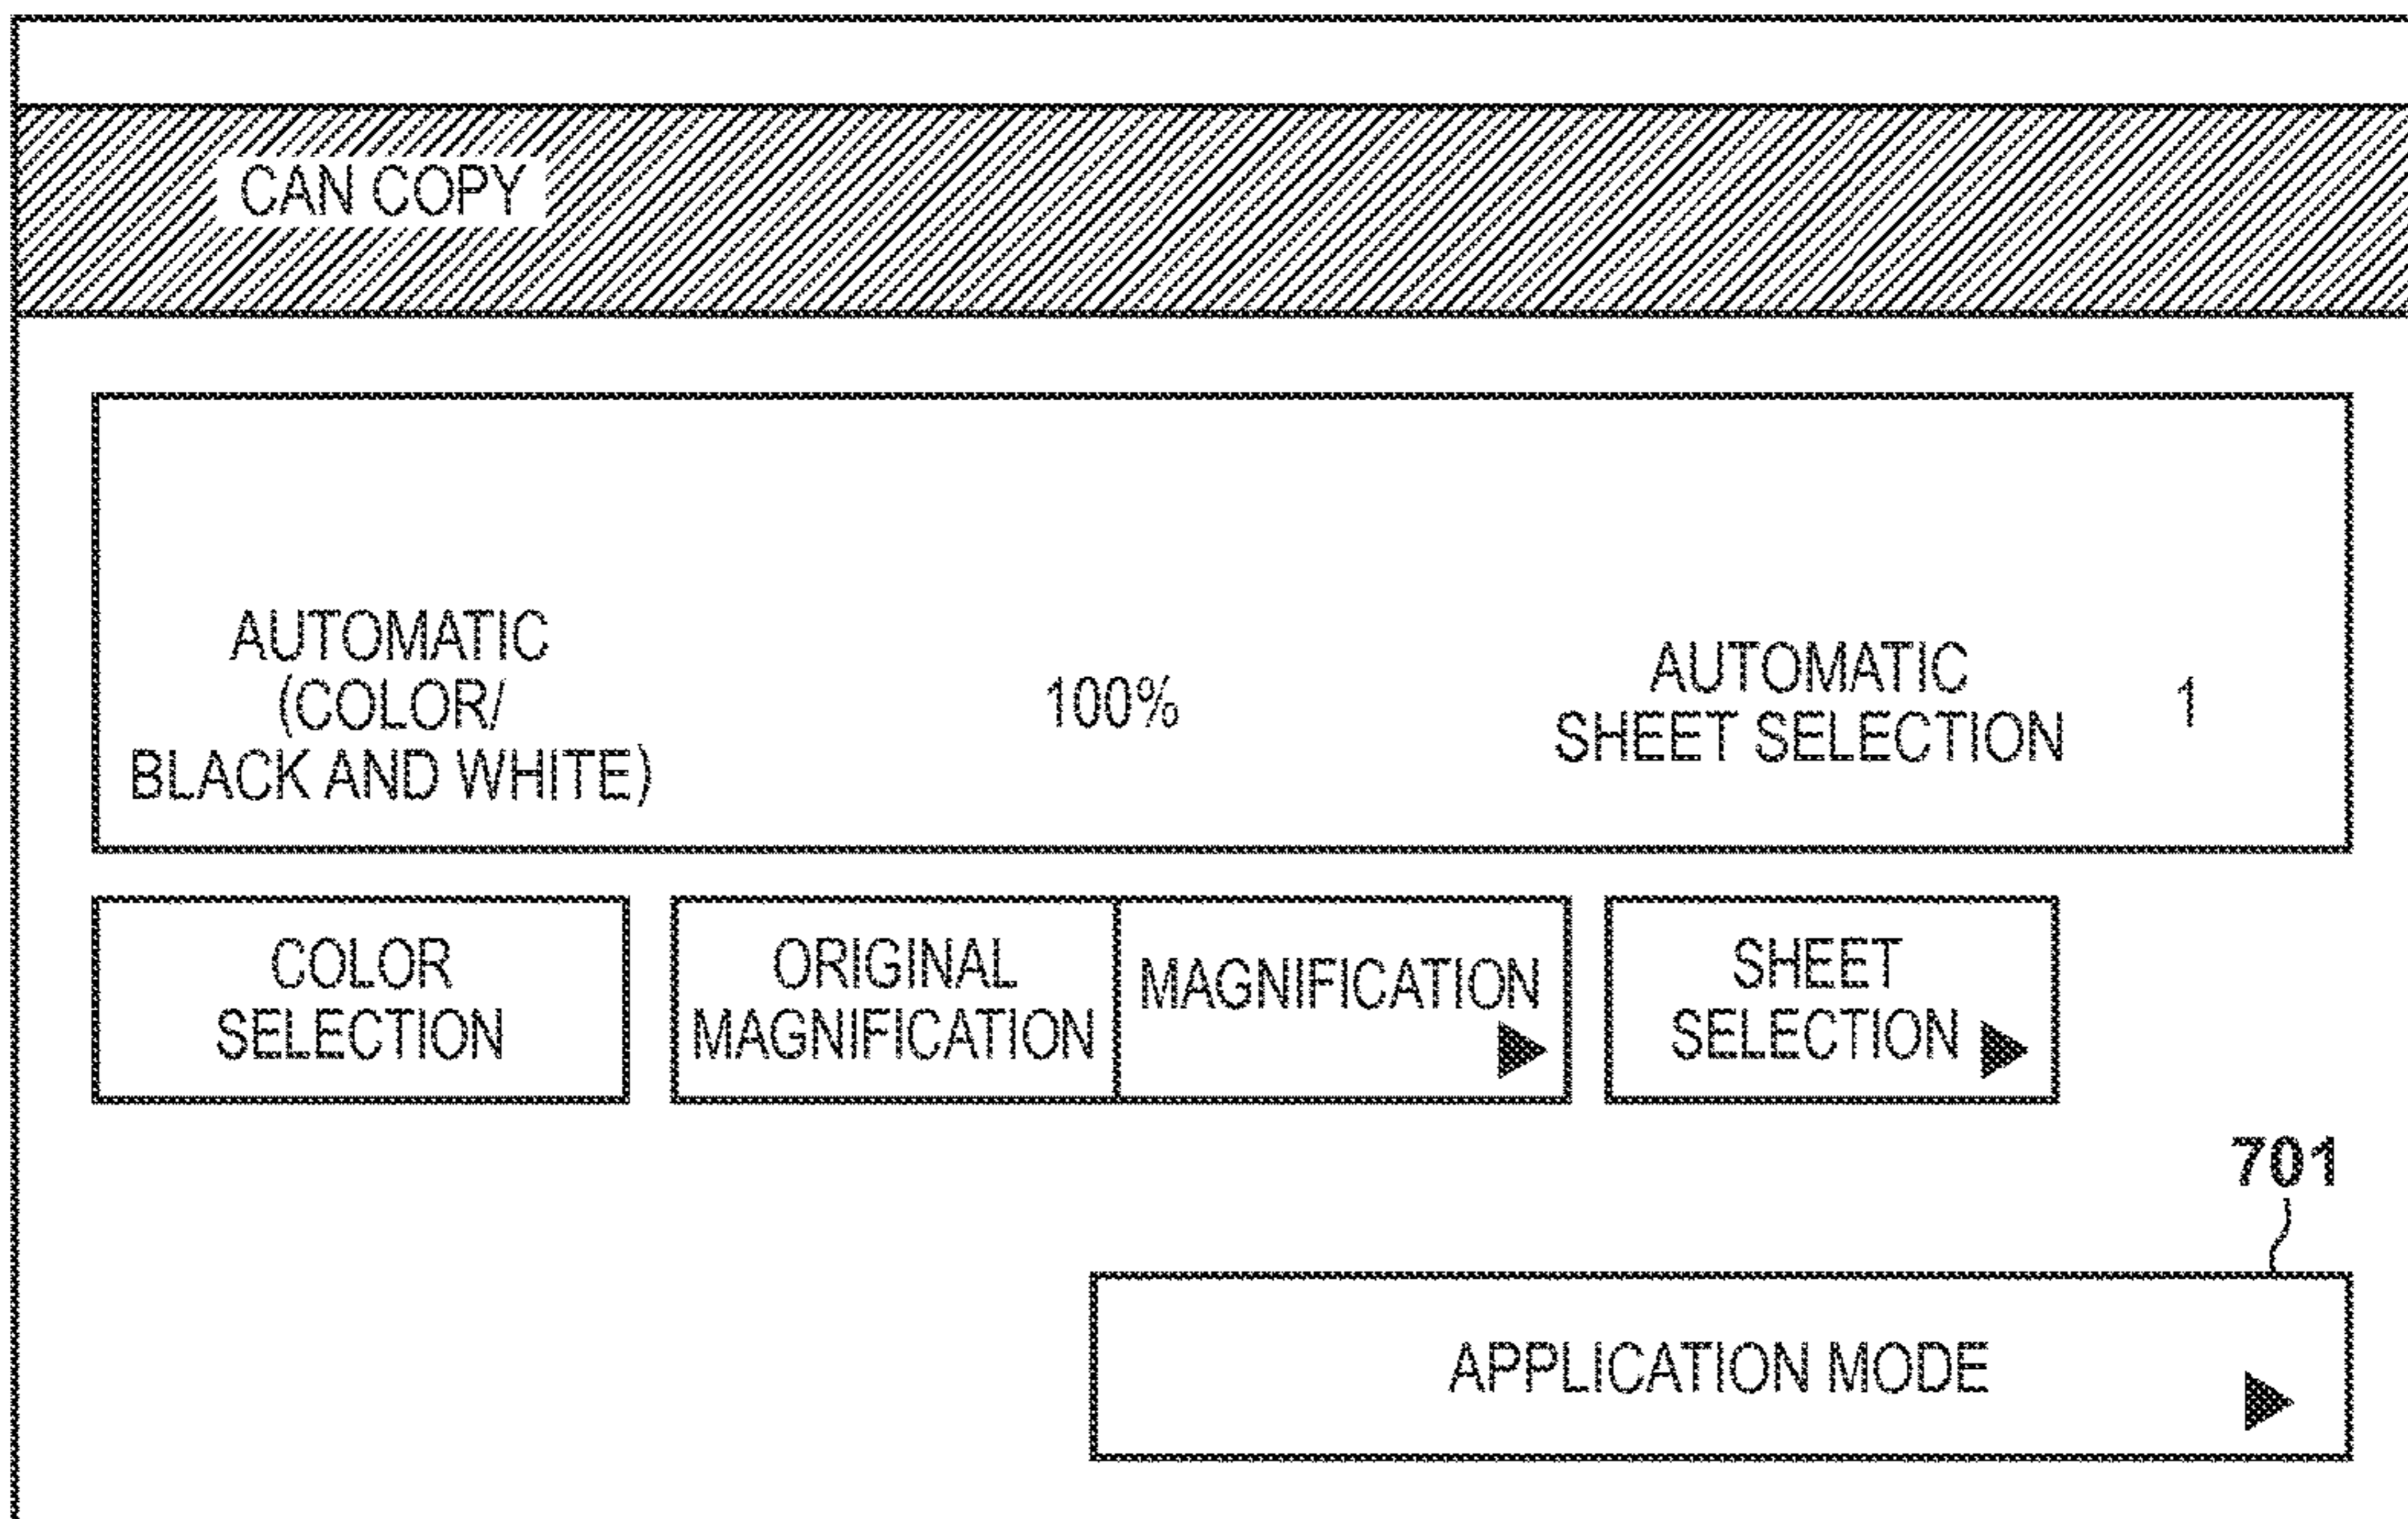 CAN COPY
AUTOMATIC
(COLOR/
BLACK AND WHITE)
100%
AUTOMATIC
SHEET SELECTION
1
COLOR
SELECTION
ORIGINAL
MAGNIFICATION
MAGNIFICATION
SHEET
SELECTION
701
APPLICATION MODE